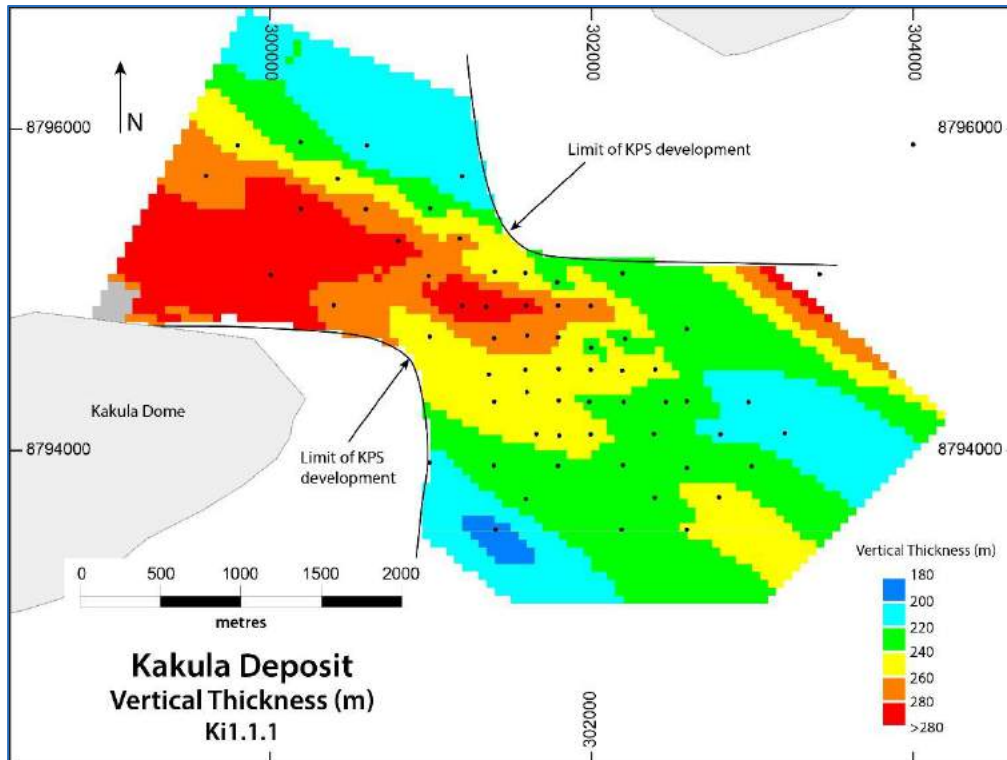 300000
302000
304000
8796000
8796000
N
Limit of KPS development
Kakula Dome
8794000
8794000
Limit of KPS
development
Vertical Thickness (m)
180
200
220
240
260
280
>280
0 500 1000 1500 2000
metres
Kakula Deposit
Vertical Thickness (m)
Ki1.1.1
302000